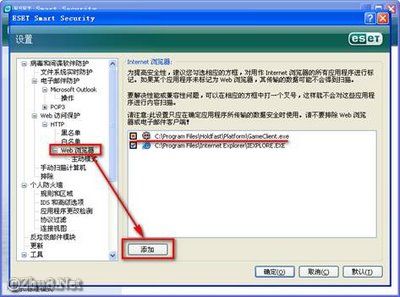 ESET Smart Security
ESET Smart Security
设置
eset
病毒和间谍软件防护
文件系统实时防护
电子邮件防护
Microsoft Outlook
操作
POP3
Web 访问保护
HTTP
黑名单
白名单
Web 浏览器
主动模式
手动扫描计算机
排除
个人防火墙
规则和区域
IDS 和高级选项
应用程序更改检测
协议过滤
连接视图
反垃圾邮件模块
更新
工具
Internet 浏览器:
为提高安全性，建议您勾选相应的方框，对用作 Internet 浏览器的所有应用程序进行标
记。如果某个应用程序未标记为 Web 浏览器，其传输的数据可能不会得到扫描。
要解决性能或兼容性问题，可以在相应的方框中打一个叉号，这样就不会对这些应用程
序进行内容扫描。
请注意:此设置只应在确定应用程序所传输的数据安全时使用。请不要排除 Web 浏览
器或电子邮件客户端!
C:\Program Files\Holdfast\Platform\GameClient.exe
C:\Program Files\Internet Explorer\IEXPLORE.EXE
添加
确定(O)
取消(C)
默认(T)